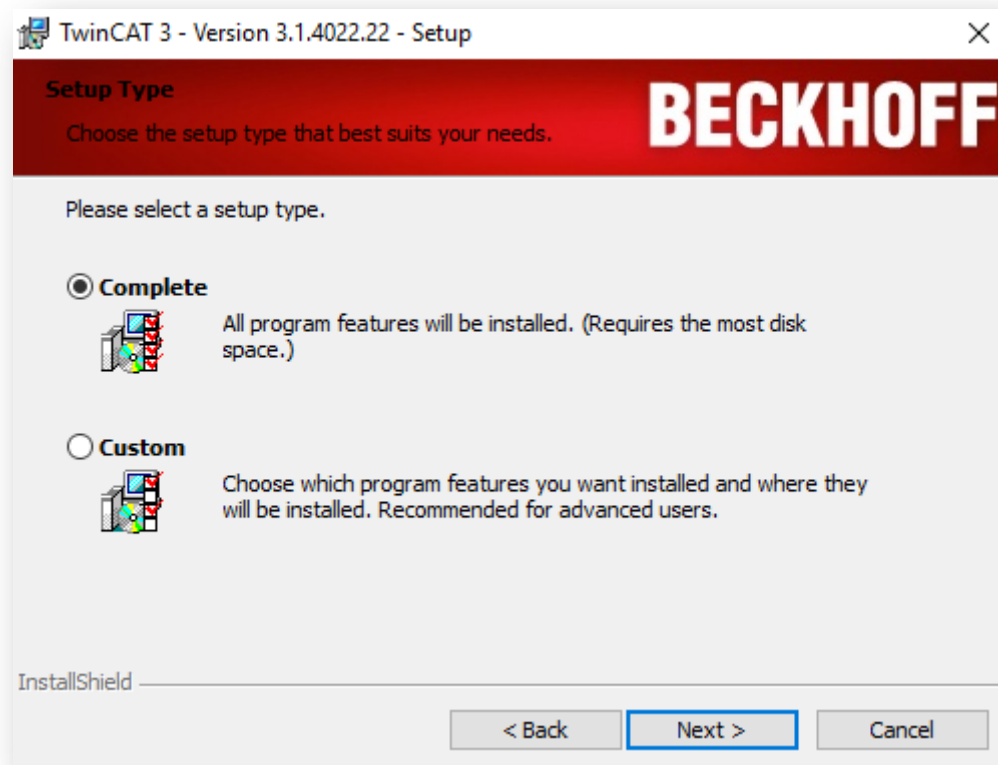 TwinCAT 3 - Version 3.1.4022.22 - Setup
Setup Type
BECKHOFF
Choose the setup type that best suits your needs.
Please select a setup type.
Complete
All program features will be installed. (Requires the most disk
space.)
Custom
Choose which program features you want installed and where they
will be installed. Recommended for advanced users.
InstallShield
< Back
Next >
Cancel